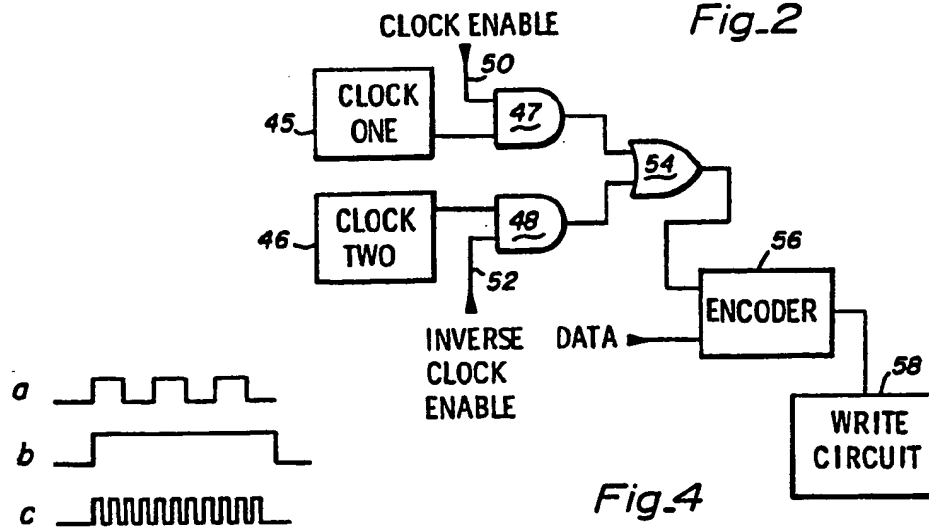 Fig_2
CLOCK ENABLE
50
CLOCK
ONE
45
47
54
CLOCK
TWO
46
48
52
56
ENCODER
INVERSE
CLOCK
ENABLE
DATA
58
WRITE
CIRCUIT
a
b
c
Fig_4